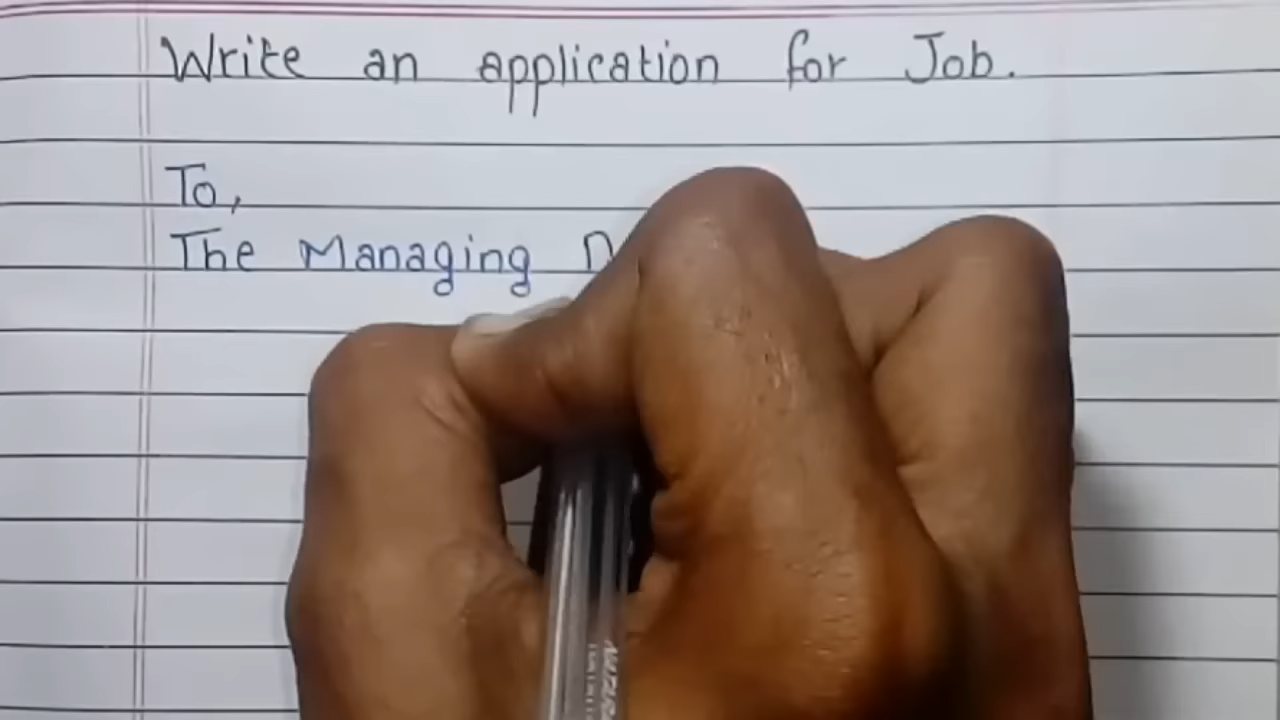 Write an application for Job.
To,
The Managing